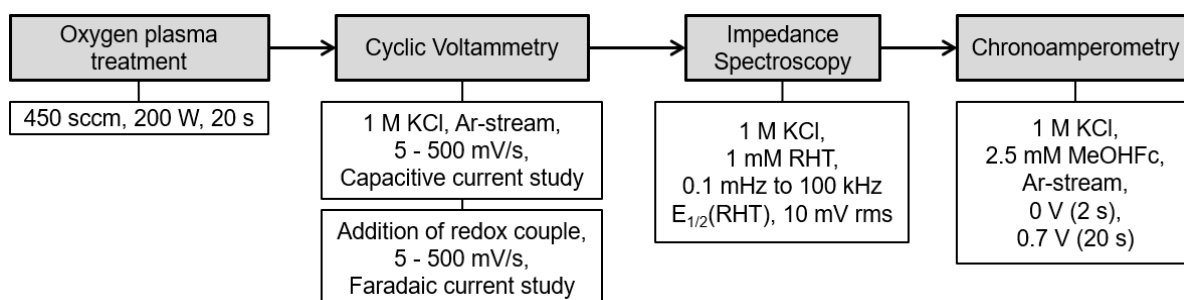 Oxygen plasma
treatment
450 sccm, 200 W, 20 s
Cyclic Voltammetry
1 M KCl, Ar-stream,
5 - 500 mV/s,
Capacitive current study
Addition of redox couple,
5 - 500 mV/s,
Faradaic current study
Impedance
Spectroscopy
1 M KCl,
1 mM RHT,
0.1 mHz to 100 kHz
E1/2(RHT), 10 mV rms
Chronoamperometry
1 M KCl,
2.5 mM MeOHFc,
Ar-stream,
0 V (2 s),
0.7 V (20 s)